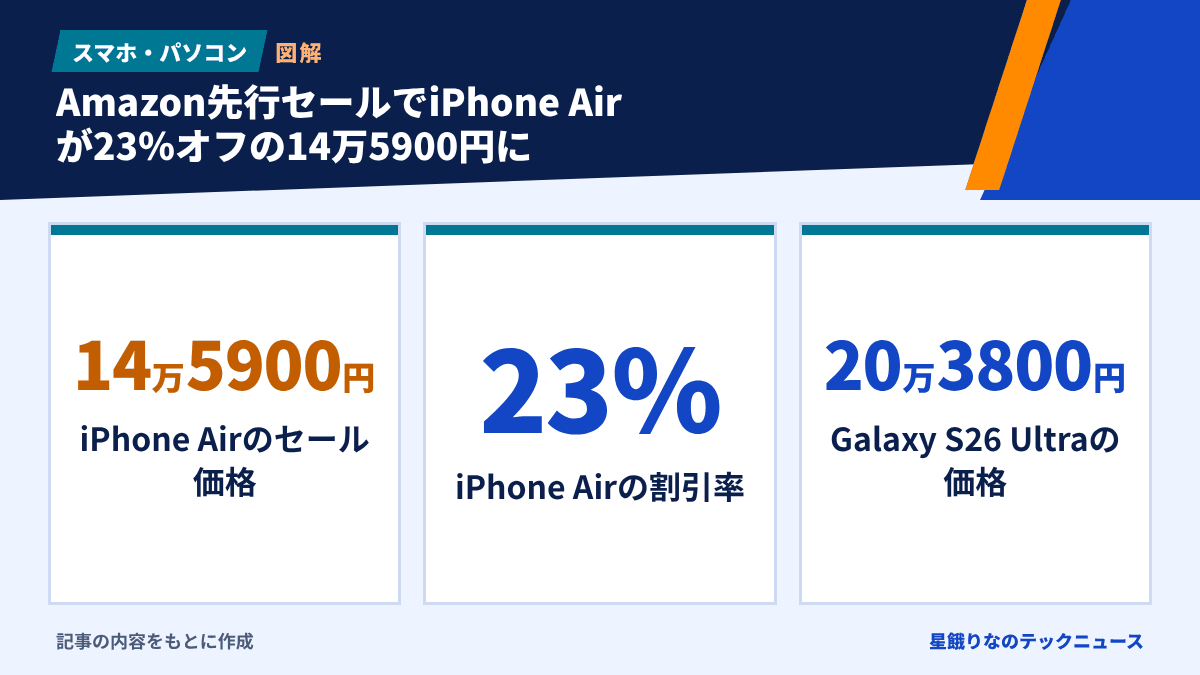 スマホ・パソコン 図解
Amazon先行セールでiPhone Air
が23%オフの14万5900円に
14万5900円
iPhone Airのセール
価格
23%
iPhone Airの割引率
20万3800円
Galaxy S26 Ultraの
価格
記事の内容をもとに作成
星餓りなのテックニュース